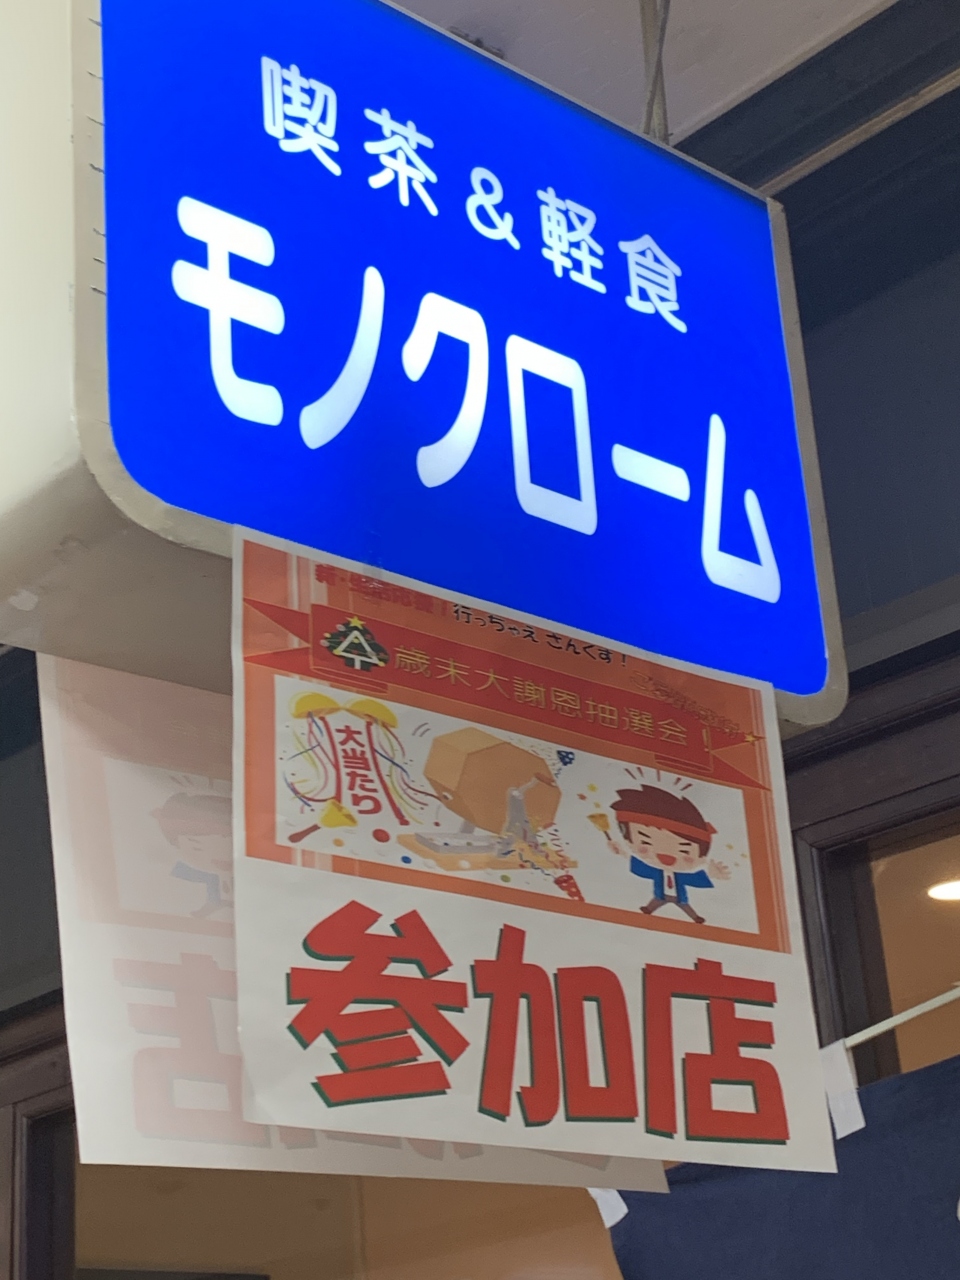 喫茶&軽食
モノクローム
行っちゃえ さんくす!
歳末大謝恩抽選会!
大当たり
参加店